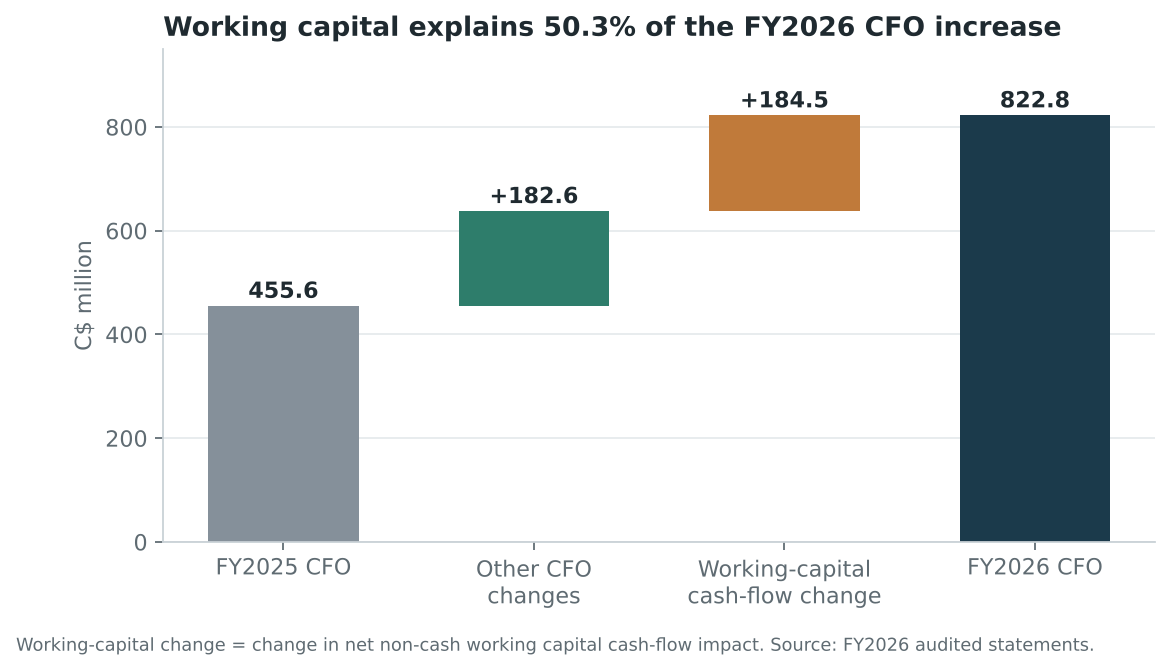 Working capital explains 50.3% of the FY2026 CFO increase
C$ million
800
600
400
200
0
455.6
+182.6
+184.5
822.8
FY2025 CFO
Other CFO
changes
Working-capital
cash-flow change
FY2026 CFO
Working-capital change = change in net non-cash working capital cash-flow impact. Source: FY2026 audited statements.